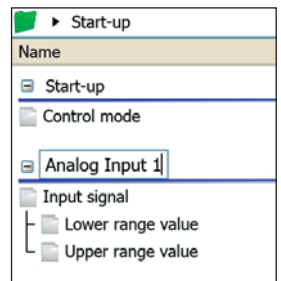 Start-up
Name
Start-up
Control mode
Analog Input 1
Input signal
Lower range value
Upper range value